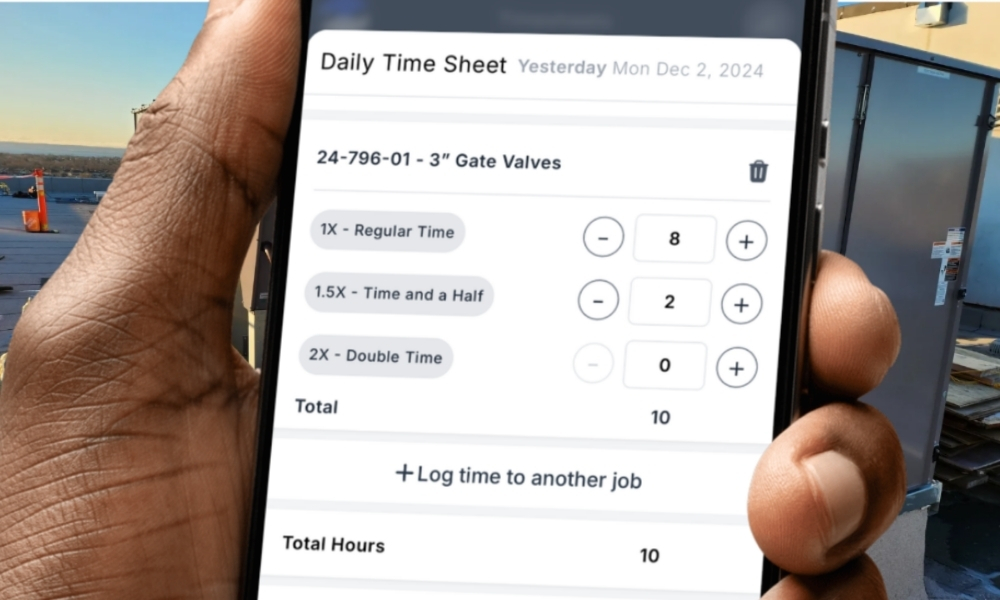 Daily Time Sheet Yesterday Mon Dec 2, 2024
24-796-01 - 3” Gate Valves
1X - Regular Time - 8 +
1.5X - Time and a Half - 2 +
2X - Double Time - 0 +
Total 10
+Log time to another job
Total Hours 10